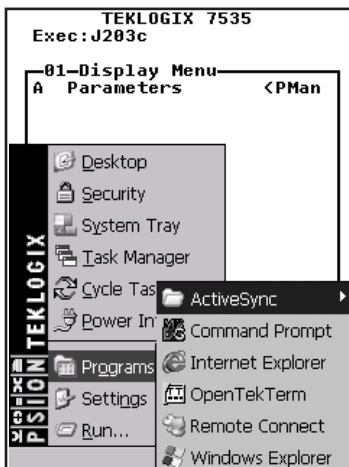 TEKLOGIX 7535
Exec:J203c
01—Display Menu
A Parameters <PMan
Desktop
Security
System Tray
Task Manager
Cycle Tas
Power In
Programs
Settings
Run...
PSION TEKLOGIX
ActiveSync
Command Prompt
Internet Explorer
OpenTekTerm
Remote Connect
Windows Explorer